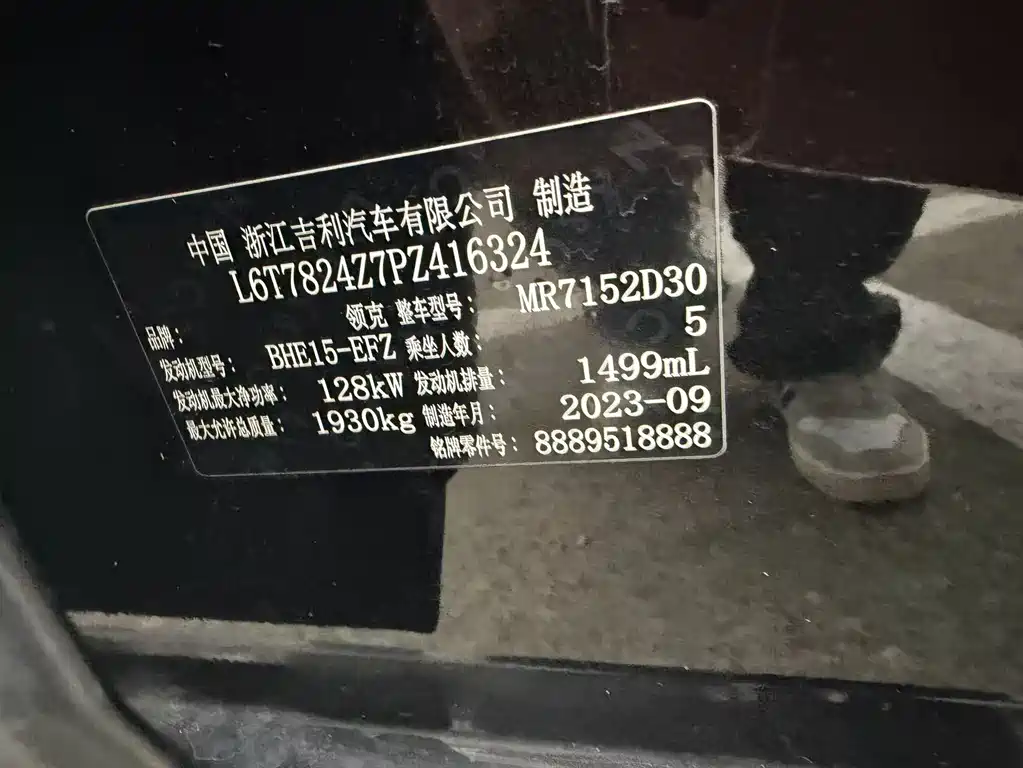 中国 浙江吉利汽车有限公司 制造
L6T7824Z7PZ416324
品牌： 领克 整车型号： MR7152D30
发动机型号： BHE15-EFZ 乘坐人数： 5
发动机最大净功率： 128kW 发动机排量： 1499mL
最大允许总质量： 1930kg 制造年月： 2023-09
铭牌零件号： 8889518888